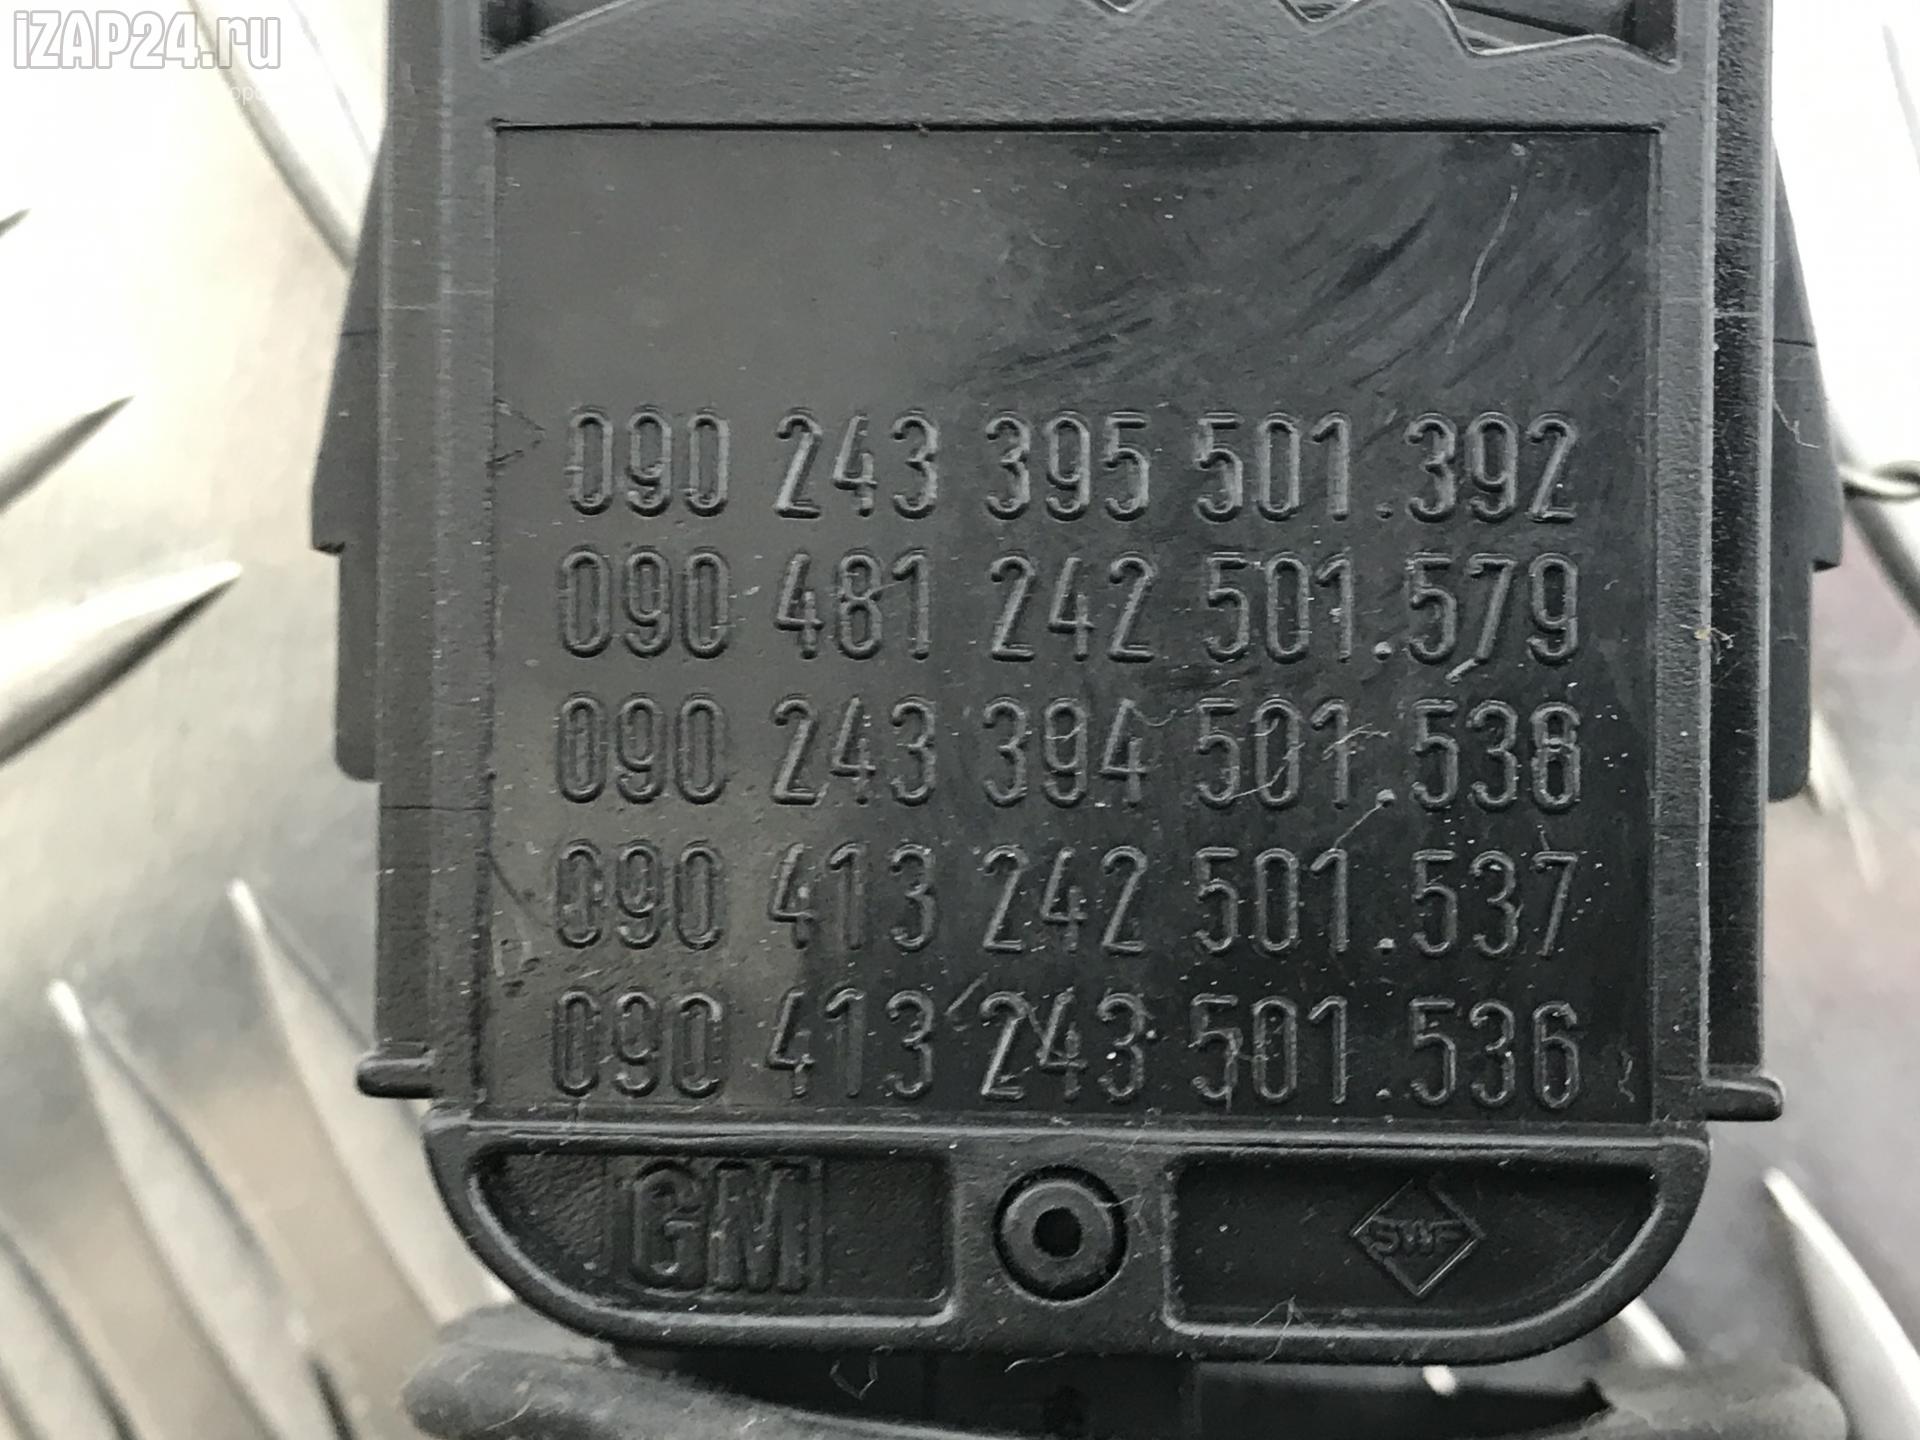 iZAP24.ru
090 243 395 501.392
090 481 242 501.579
090 243 394 501.538
090 413 242 501.537
090 413 243 501.536
GM
SWF